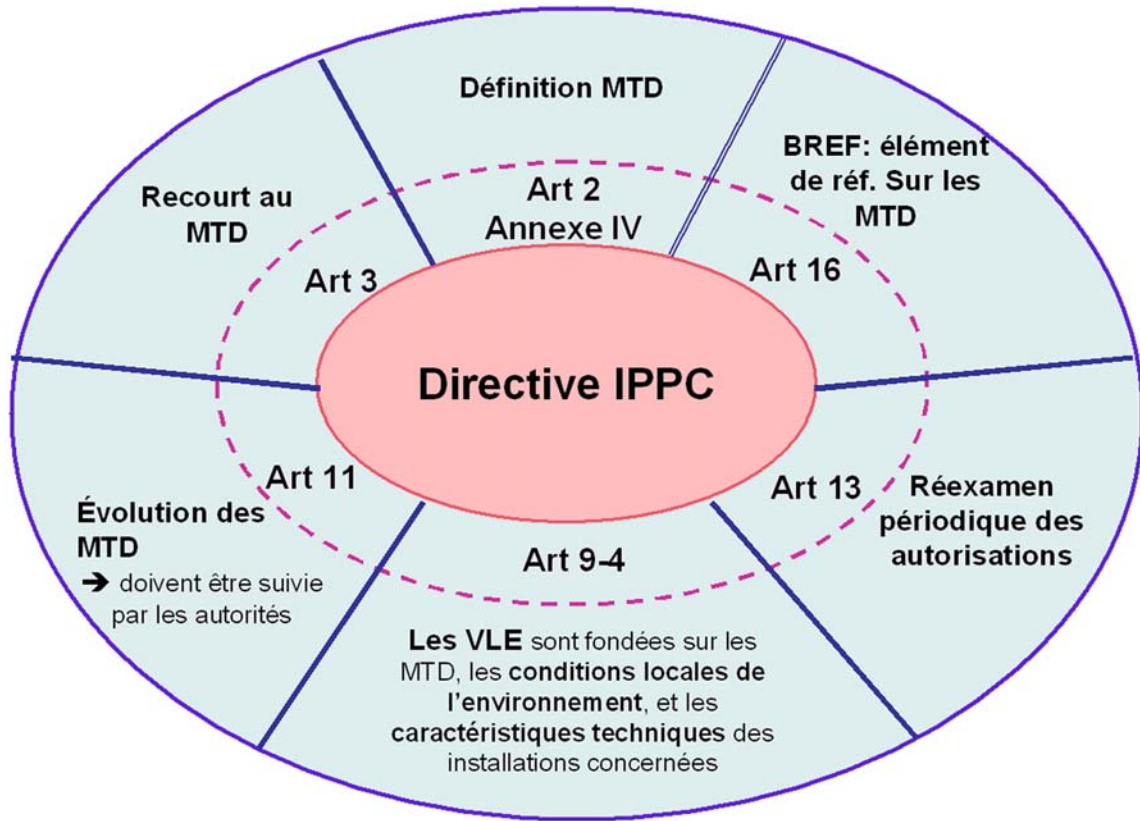 Définition MTD
Art 2
Annexe IV
BREF: élément
de réf. Sur les
MTD
Art 16
Réexamen
périodique des
autorisations
Art 13
Art 9-4
Les VLE sont fondées sur les
MTD, les conditions locales de
l'environnement, et les
caractéristiques techniques des
installations concernées
Art 11
Évolution des
MTD
➔ doivent être suivie
par les autorités
Recourt au
MTD
Art 3
Directive IPPC